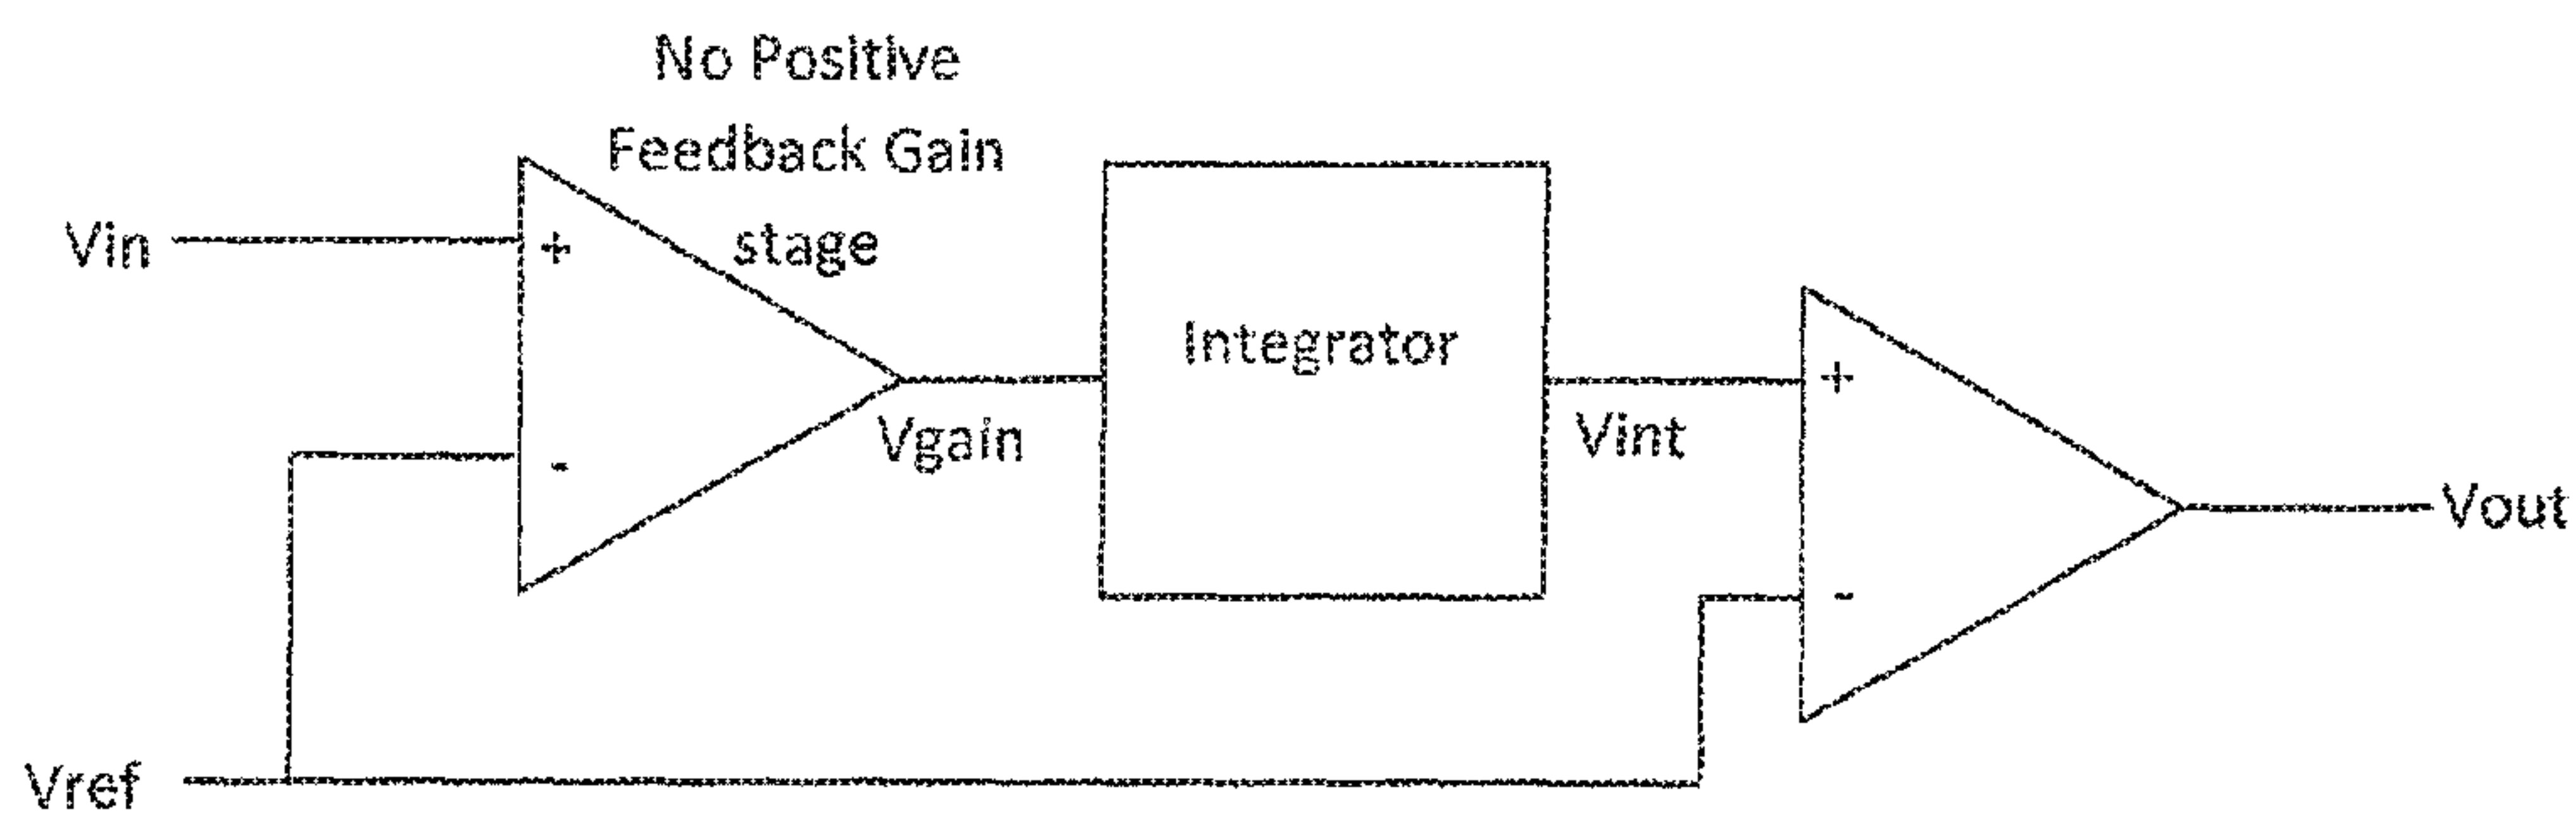 No Positive
Feedback Gain
stage
Vin
+
-
Vgain
Integrator
Vint
+
-
Vout
Vref